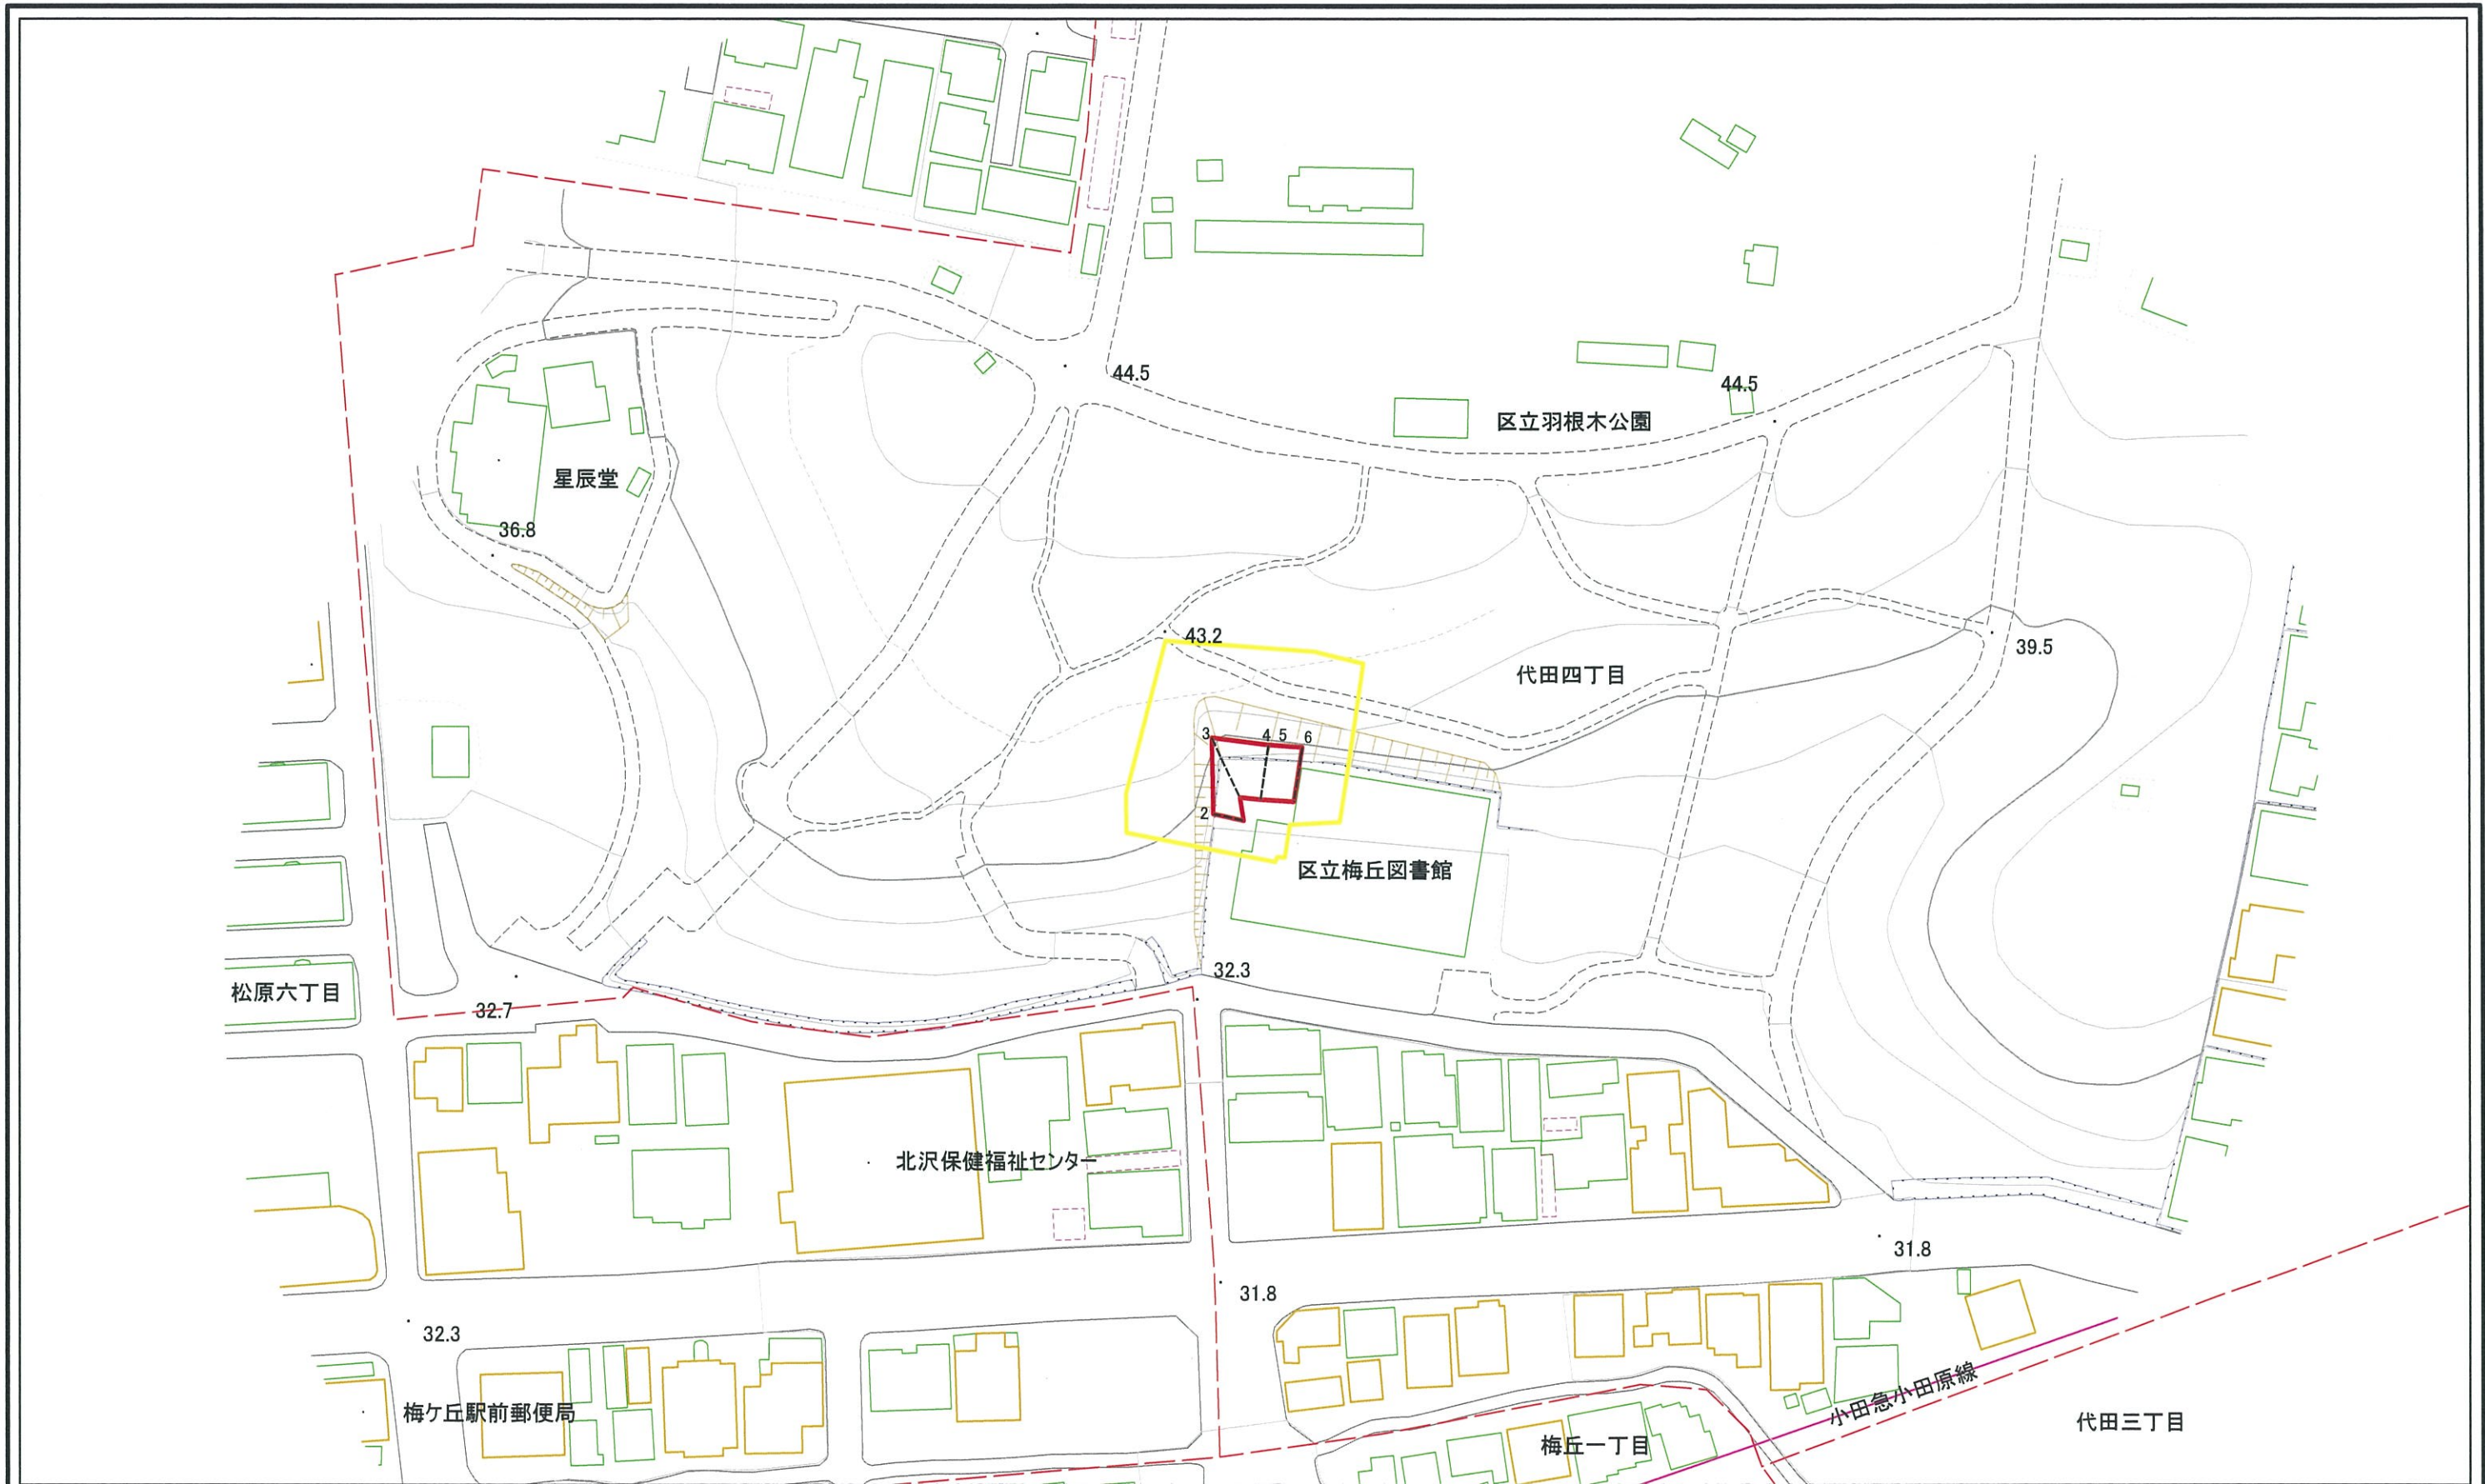 44.5
44.5
区立羽根木公園
星辰堂
36.8
43.2
39.5
代田四丁目
3
4
5
6
2
区立梅丘図書館
32.3
松原六丁目
32.7
北沢保健福祉センター
31.8
31.8
32.3
小田急小田原線
梅ケ丘駅前郵便局
代田三丁目
梅丘一丁目